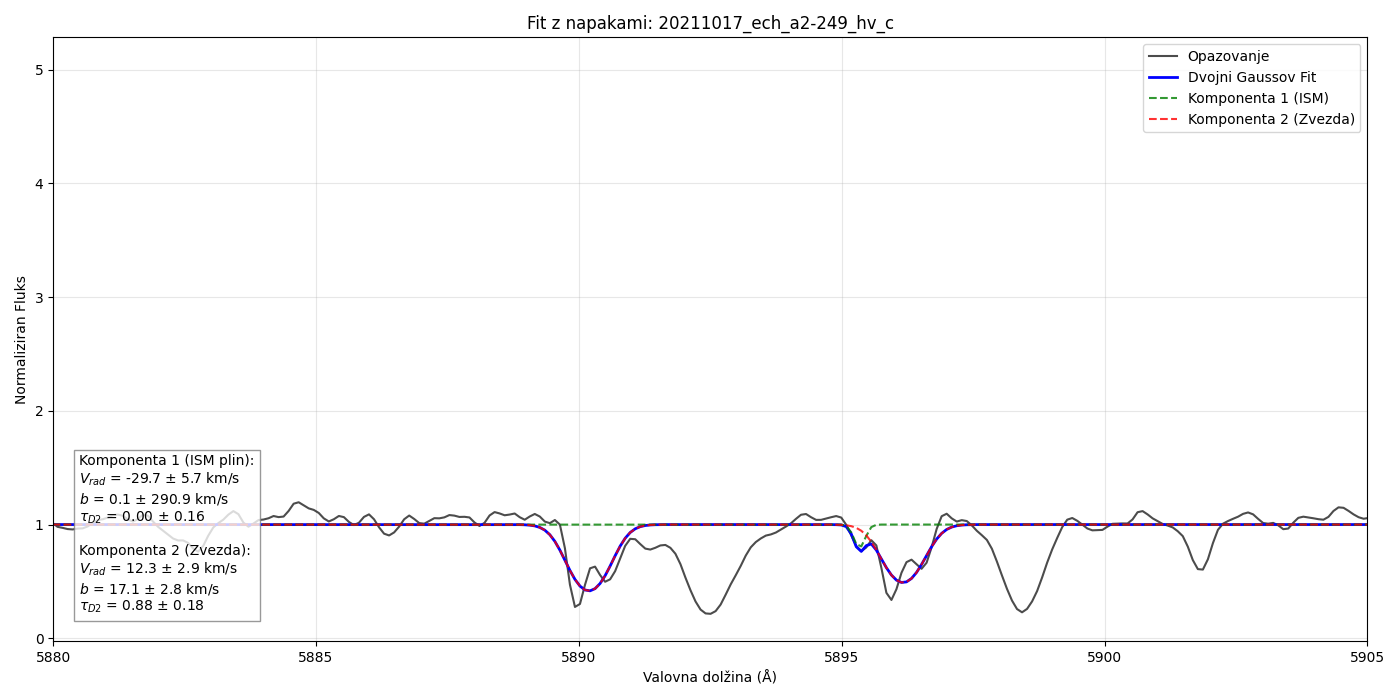 Fit z napakami: 20211017_ech_a2-249_hv_c
Opazovanje
Dvojni Gaussov Fit
Komponenta 1 (ISM)
Komponenta 2 (Zvezda)
Normaliziran Fluks
5
4
3
2
1
0
Komponenta 1 (ISM plin):
V_rad = -29.7 ± 5.7 km/s
b = 0.1 ± 290.9 km/s
τ_D2 = 0.00 ± 0.16
Komponenta 2 (Zvezda):
V_rad = 12.3 ± 2.9 km/s
b = 17.1 ± 2.8 km/s
τ_D2 = 0.88 ± 0.18
5880 5885 5890 5895 5900 5905
Valovna dolžina (Å)